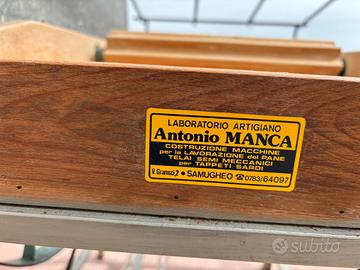 LABORATORIO ARTIGIANO
Antonio MANCA
COSTRUZIONE MACCHINE
per la LAVORAZIONE del PANE
TELAI SEMI MECCANICI
per TAPPETI SARDI
V. Gramsci,2 • SAMUGHEO ☎0783/64097
subito